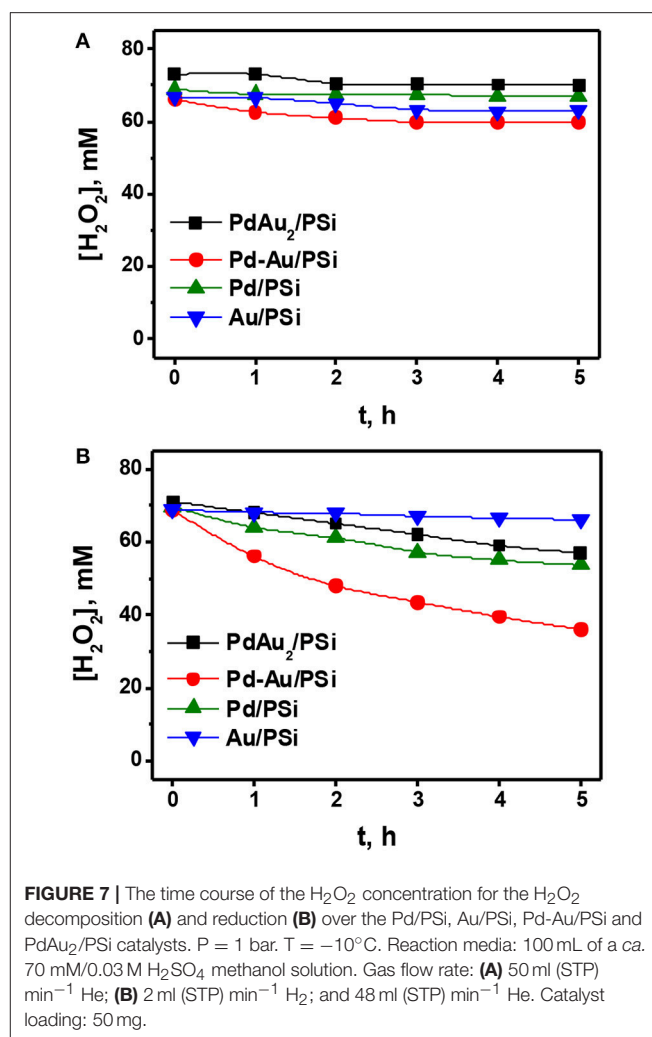 A
80
60
40
20
0
[H₂O₂], mM
PdAu₂/PSi
Pd-Au/PSi
Pd/PSi
Au/PSi
0 1 2 3 4 5
t, h
B
80
60
40
20
0
[H₂O₂], mM
PdAu₂/PSi
Pd-Au/PSi
Pd/PSi
Au/PSi
0 1 2 3 4 5
t, h
FIGURE 7 | The time course of the H₂O₂ concentration for the H₂O₂
decomposition (A) and reduction (B) over the Pd/PSi, Au/PSi, Pd-Au/PSi and
PdAu₂/PSi catalysts. P = 1 bar. T = −10°C. Reaction media: 100 mL of a ca.
70 mM/0.03 M H₂SO₄ methanol solution. Gas flow rate: (A) 50 ml (STP)
min⁻¹ He; (B) 2 ml (STP) min⁻¹ H₂; and 48 ml (STP) min⁻¹ He. Catalyst
loading: 50 mg.